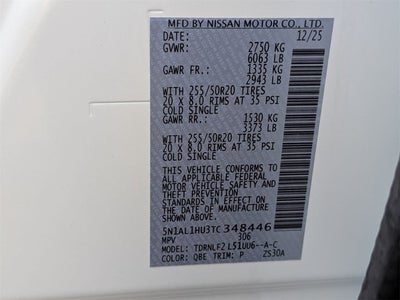 MFD BY NISSAN MOTOR CO., LTD.
DATE: 12/25
GVWR: 2750 KG
6063 LB
GAWR FR.: 1335 KG
2943 LB
WITH 255/50R20 TIRES
20 X 8.0 RIMS AT 35 PSI
COLD SINGLE
GAWR RR.: 1530 KG
3373 LB
WITH 255/50R20 TIRES
20 X 8.0 RIMS AT 35 PSI
COLD SINGLE
THIS VEHICLE CONFORMS TO
ALL APPLICABLE FEDERAL
MOTOR VEHICLE SAFETY
STANDARDS IN EFFECT ON
THE DATE OF MANUFACTURE
SHOWN ABOVE.
5N1AL1HU3TC348446
MPV 306
MODEL: TDRNLF2 L51UU6--A-C
COLOR: QBE TRIM: P ZS30A